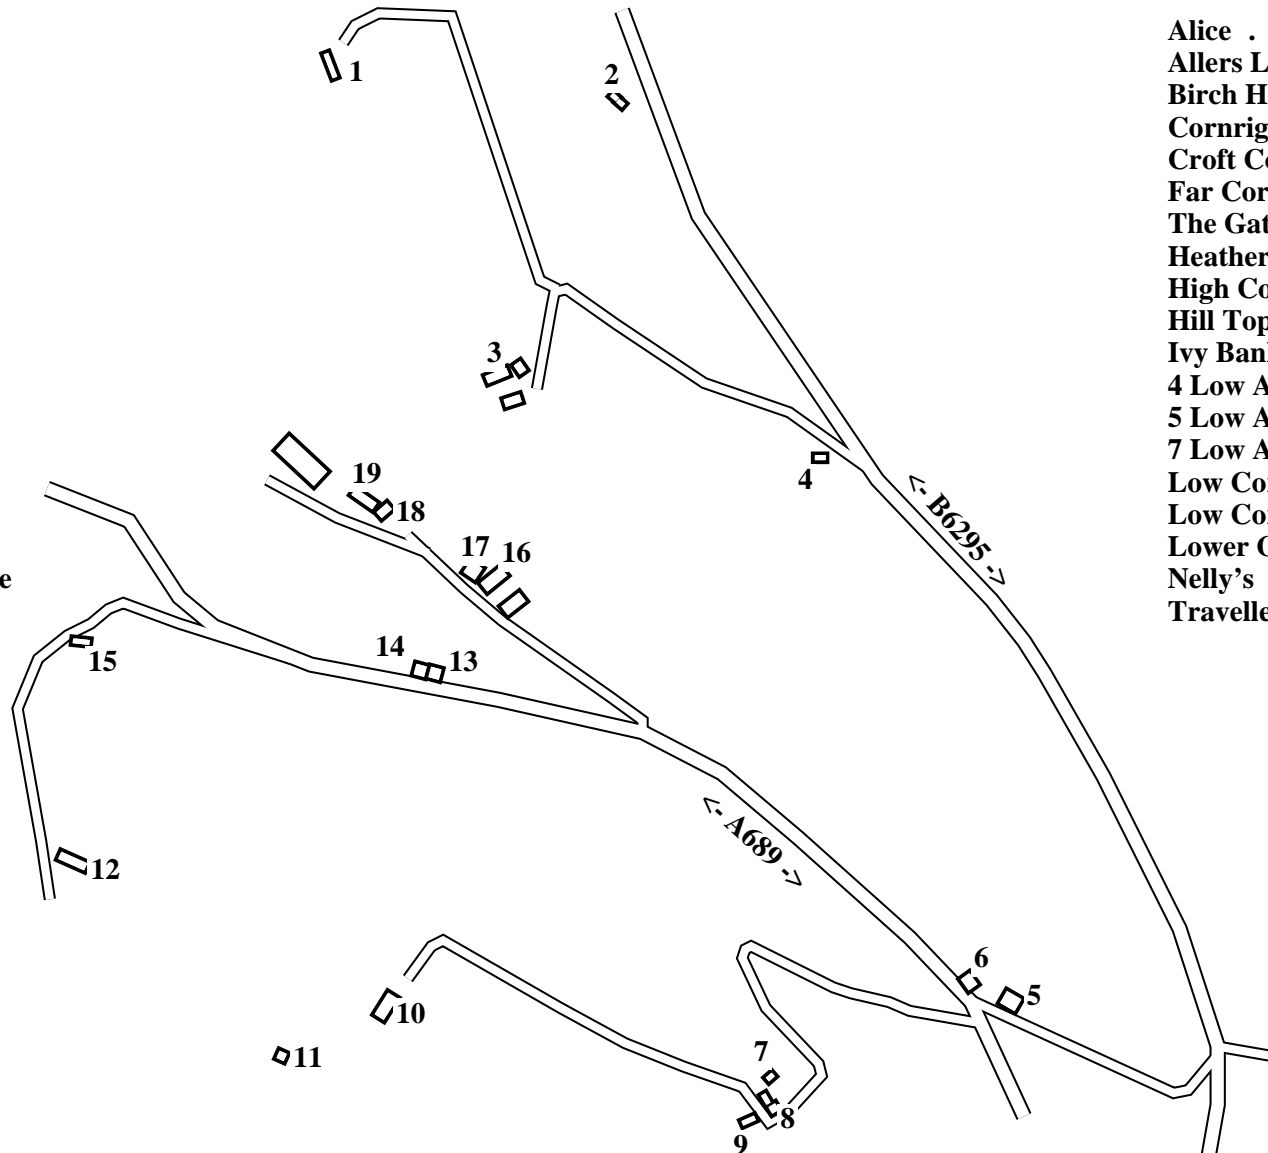 Alice .
Allers L
Birch H
Cornrig
Croft Co
Far Cor
The Gat
Heather
High Co
Hill Top
Ivy Ban
4 Low A
5 Low A
7 Low A
Low Co
Low Co
Lower C
Nelly's
Travelle
1
2
3
4
<- B6295 ->
19
18
17
16
e
14
13
15
<- A689 ->
12
6
5
10
11
7
8
9